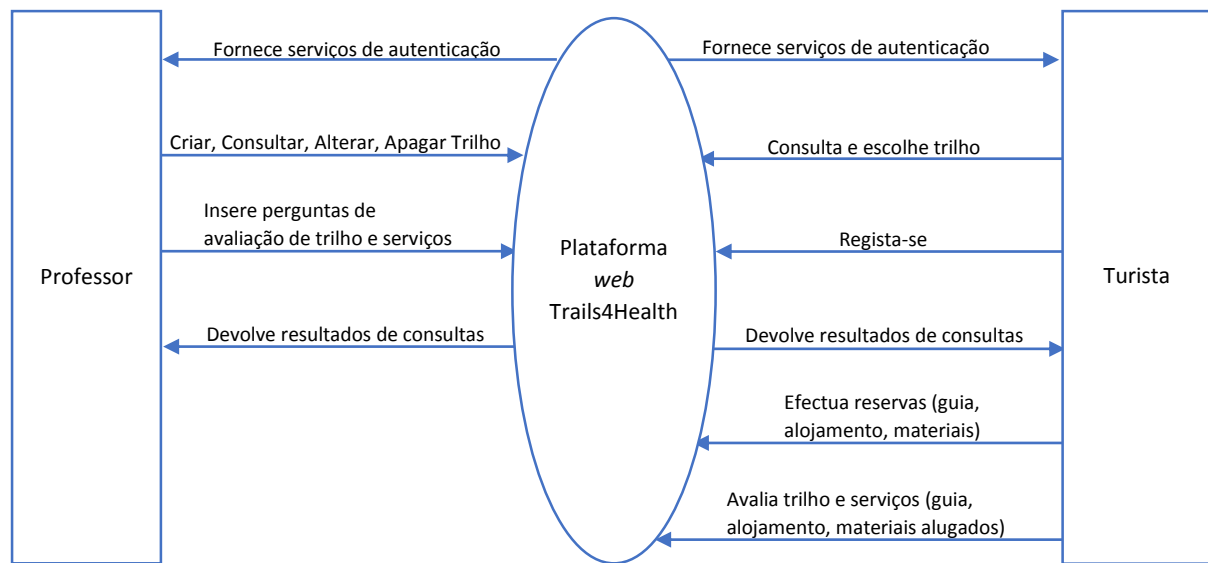 Fornece serviços de autenticação
Criar, Consultar, Alterar, Apagar Trilho
Insere perguntas de
avaliação de trilho e serviços
Professor
Devolve resultados de consultas
Plataforma
web
Trails4Health
Fornece serviços de autenticação
Consulta e escolhe trilho
Regista-se
Turista
Devolve resultados de consultas
Efectua reservas (guia,
alojamento, materiais)
Avalia trilho e serviços (guia,
alojamento, materiais alugados)